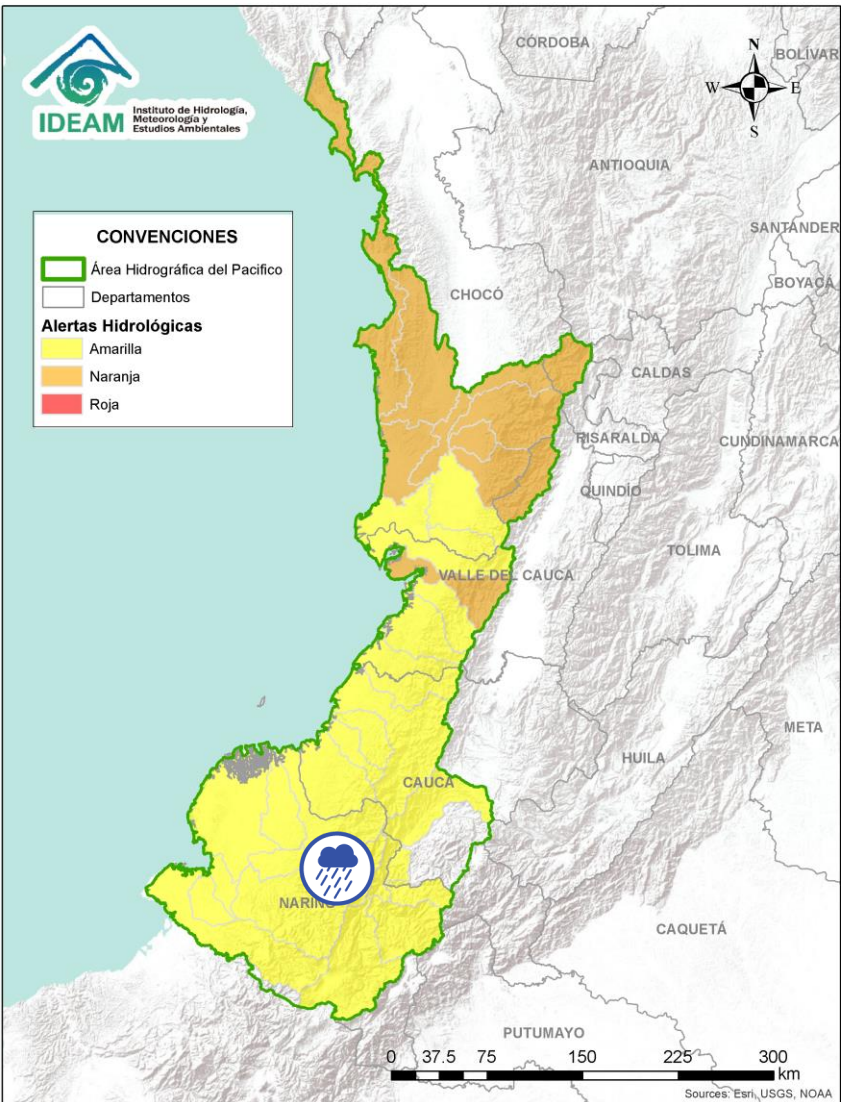 IDEAM
Instituto de Hidrología,
Meteorología y
Estudios Ambientales
N
W
E
S
CÓRDOBA
BOLIVAR
ANTIOQUIA
SANTANDER
BOYACÁ
CHOCÓ
CALDAS
RISARALDA
CUNDINAMARCA
QUINDÍO
TOLIMA
VALLE DEL CAUCA
META
HUILA
CAUCA
NARIÑO
CAQUETÁ
PUTUMAYO
CONVENCIONES
Área Hidrográfica del Pacifico
Departamentos
Alertas Hidrológicas
Amarilla
Naranja
Roja
0 37.5 75 150 225 300
km
Sources: Esri, USGS, NOAA